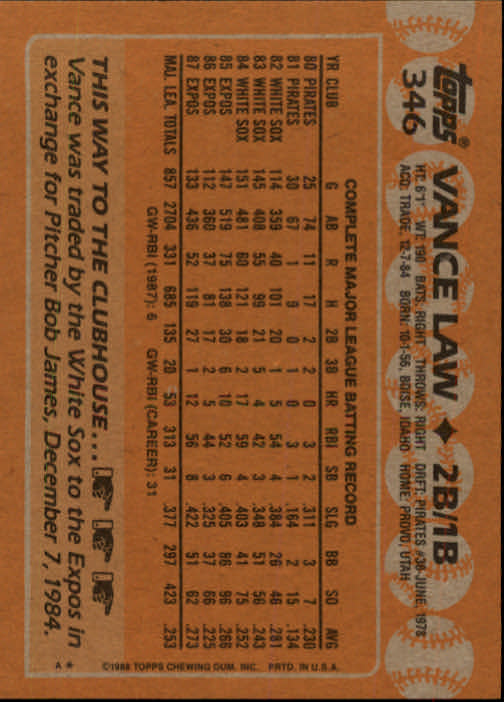 topps®
346
VANCE LAW ♦ 2B/1B
HT: 6'1" WT: 190 BATS: RIGHT THROWS: RIGHT DRFT: PIRATES #38-JUNE, 1978
ACQ: TRADE, 12-7-84 BORN: 10-1-56, BOISE, IDAHO HOME: PROVO, UTAH
COMPLETE MAJOR LEAGUE BATTING RECORD
YR CLUB G AB R H 2B 3B HR RBI SB SLG BB SO AVG
80 PIRATES 25 74 11 17 2 2 0 3 2 .311 3 7 .230
81 PIRATES 30 67 1 9 0 1 0 3 1 .164 2 15 .134
82 WHITE SOX 114 359 40 101 20 1 5 54 4 .384 26 46 .281
83 WHITE SOX 145 408 55 99 21 5 4 42 3 .348 51 56 .243
84 WHITE SOX 151 481 60 121 18 2 17 59 4 .403 41 75 .252
85 EXPOS 147 519 75 138 30 6 10 52 6 .405 86 96 .266
86 EXPOS 112 360 37 81 17 2 5 44 3 .325 37 66 .225
87 EXPOS 133 436 52 119 27 1 12 56 8 .422 51 62 .273
MAJ. LEA. TOTALS 857 2704 331 685 135 20 53 313 31 .377 297 423 .253
GW-RBI (1987): 6 GW-RBI (CAREER): 31
THIS WAY TO THE CLUBHOUSE...
Vance was traded by the White Sox to the Expos in
exchange for Pitcher Bob James, December 7, 1984.
©1988 TOPPS CHEWING GUM, INC. PRTD. IN U.S.A.
A*